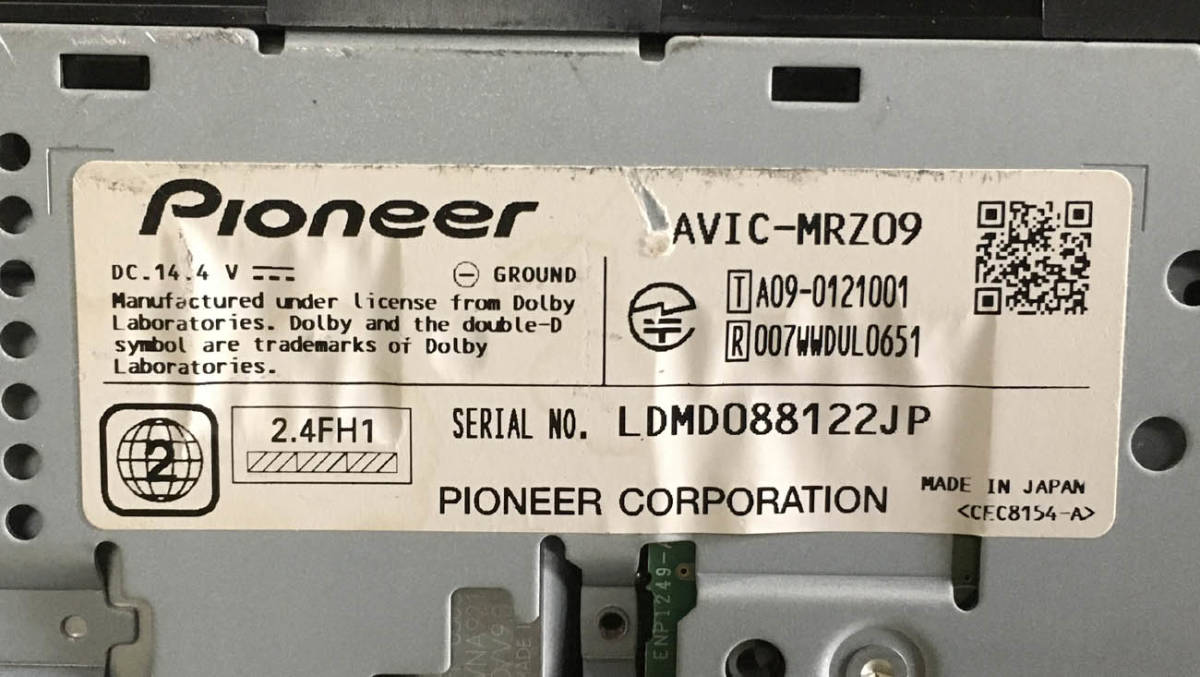 Pioneer
AVIC-MRZ09
DC.14.4 V
GROUND
Manufactured under license from Dolby
Laboratories. Dolby and the double-D
symbol are trademarks of Dolby
Laboratories.
T A09-0121001
R 007WWDUL0651
2
2.4FH1
SERIAL NO. LDMD088122JP
PIONEER CORPORATION
MADE IN JAPAN
<CEC8154-A>
ENP1249-